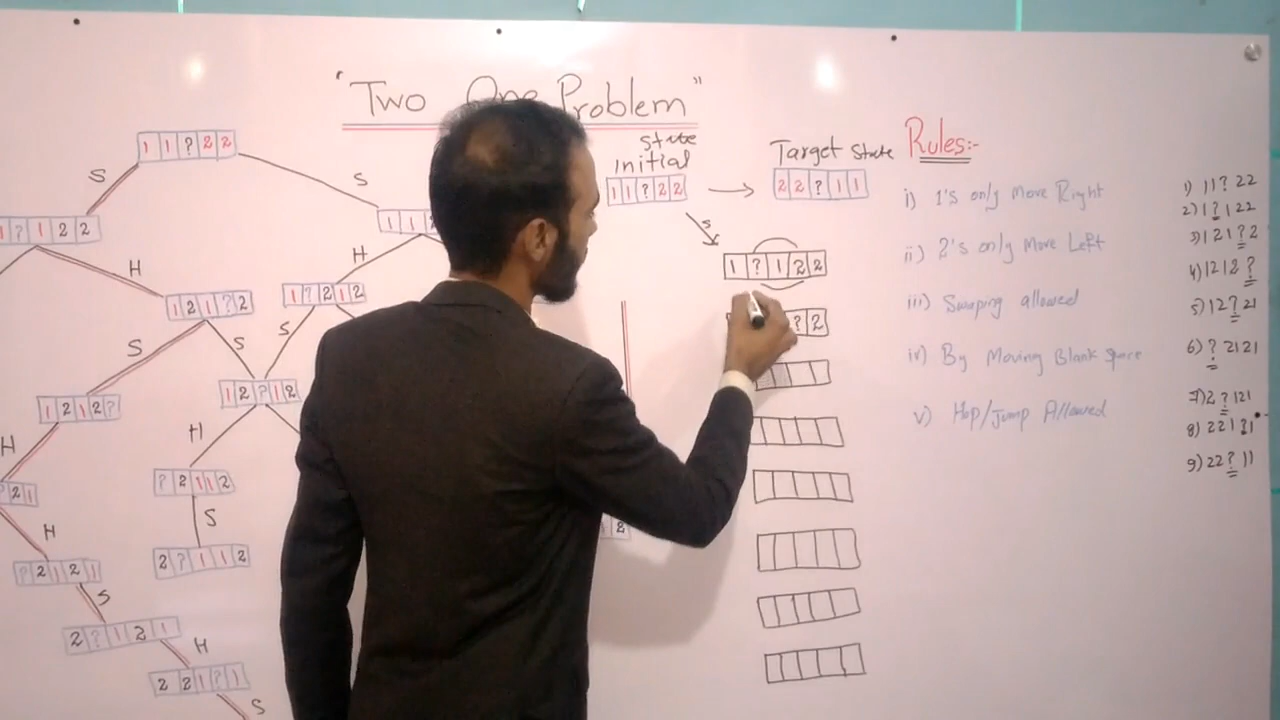 "Two One Problem"
1 1 ? 2 2
S
S
1 ? 1 2 2
1 1 2
H
H
1 2 1 ? 2
1 ? 2 1 2
S
S
S
1 2 1 2 ?
1 2 ? 1 2
H
H
? 2 1
? 2 1 1 2
H
S
? 2 1 2 1
2 ? 1 1 2
S
2 ? 1 2 1
H
2 2 1 ? 1
S
1 2
state
initial
1 1 ? 2 2
Target State
2 2 ? 1 1
S
1 ? 1 2 2
? 2
Rules:-
i) 1's only Move Right
ii) 2's only Move Left
iii) Swaping allowed
iv) By Moving Blank Space
v) Hop/Jump Allowed
1) 11?22
2) 1?122
3) 121?2
4) 1212?
5) 12?21
6) ?2121
7) 2?121
8) 221?1
9) 22?11